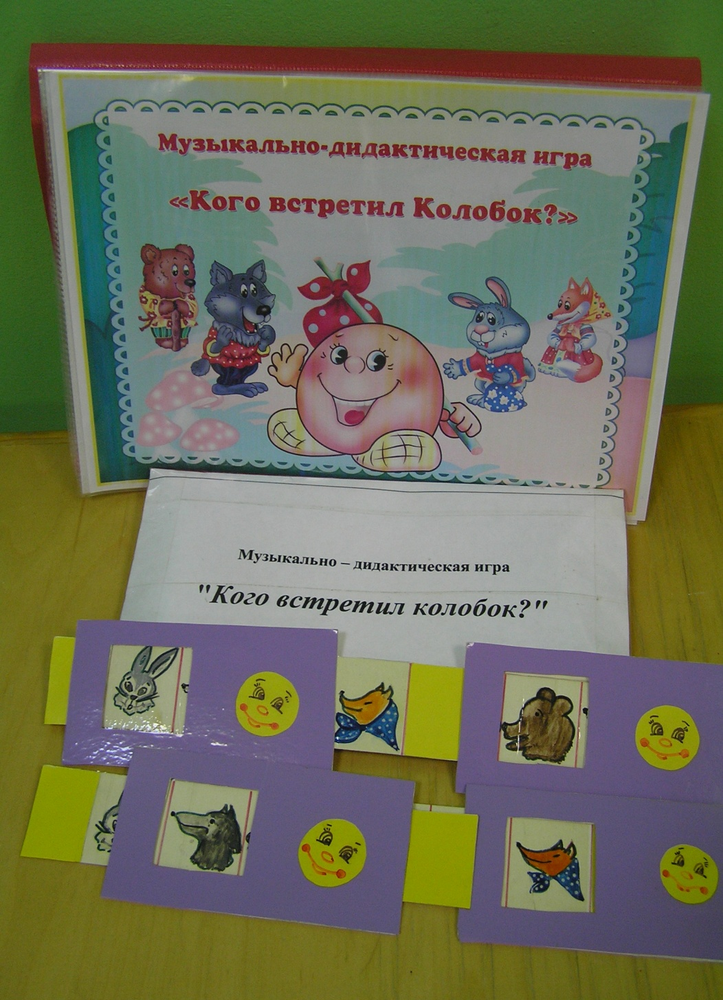 Музыкально-дидактическая игра
«Кого встретил Колобок?»
Музыкально – дидактическая игра
"Кого встретил колобок?"